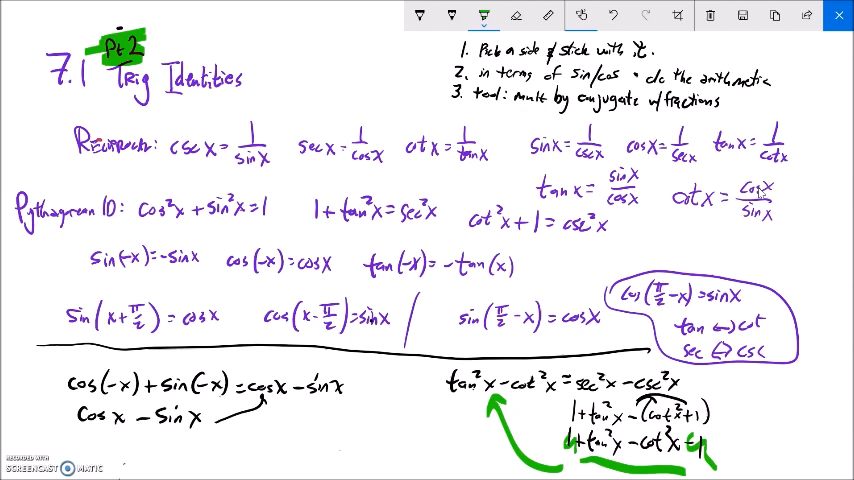 Pt 2
7.1 Trig Identities
1. Pick a side & stick with it.
2. in terms of sin/cos • do the arithmetic
3. tool: mult by conjugate w/fractions
Reciprocal: csc x = 1/sin x sec x = 1/cos x cot x = 1/tan x sin x = 1/csc x cos x = 1/sec x tan x = 1/cot x
tan x = sin x/cos x cot x = cos x/sin x
Pythagorean ID: cos²x + sin²x = 1 1 + tan²x = sec²x cot²x + 1 = csc²x
sin(-x) = -sin x cos(-x) = cos x tan(-x) = -tan(x)
sin(x + π/2) = cos x cos(x - π/2) = sin x sin(π/2 - x) = cos x
cos(π/2 - x) = sin x
tan ↔ cot
sec ↔ csc
cos(-x) + sin(-x) = cos x - sin x
cos x - sin x
tan²x - cot²x = sec²x - csc²x
1 + tan²x - (cot²x + 1)
1 + tan²x - cot²x - 1
RECORDED WITH
SCREENCAST MATIC